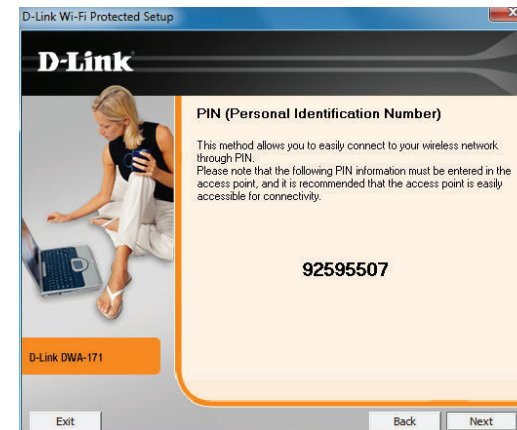 D-Link Wi-Fi Protected Setup
D-Link
PIN (Personal Identification Number)
This method allows you to easily connect to your wireless network
through PIN.
Please note that the following PIN information must be entered in the
access point, and it is recommended that the access point is easily
accessible for connectivity.
92595507
D-Link DWA-171
Exit
Back
Next